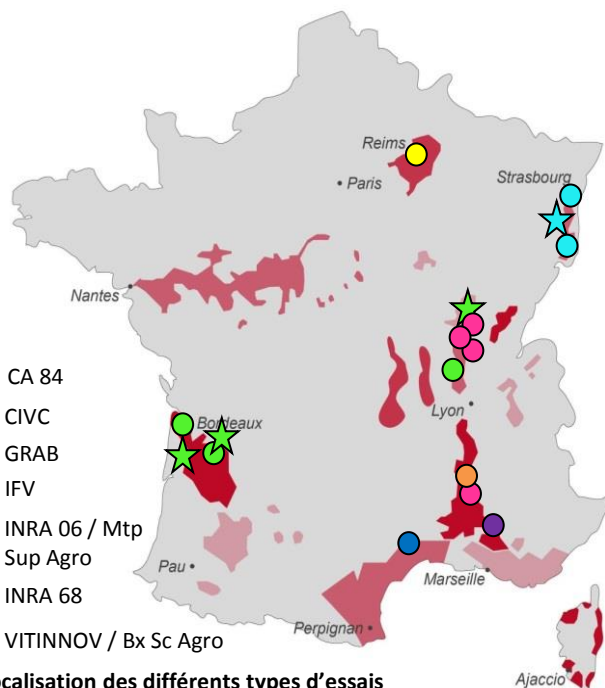 Reims
Paris
Strasbourg
Nantes
CA 84
CIVC
Bordeaux
GRAB
Lyon
IFV
INRA 06 / Mtp
Sup Agro
Pau
Marseille
INRA 68
Perpignan
VITINNOV / Bx Sc Agro
ocalisation des différents types d'essais
Ajaccio